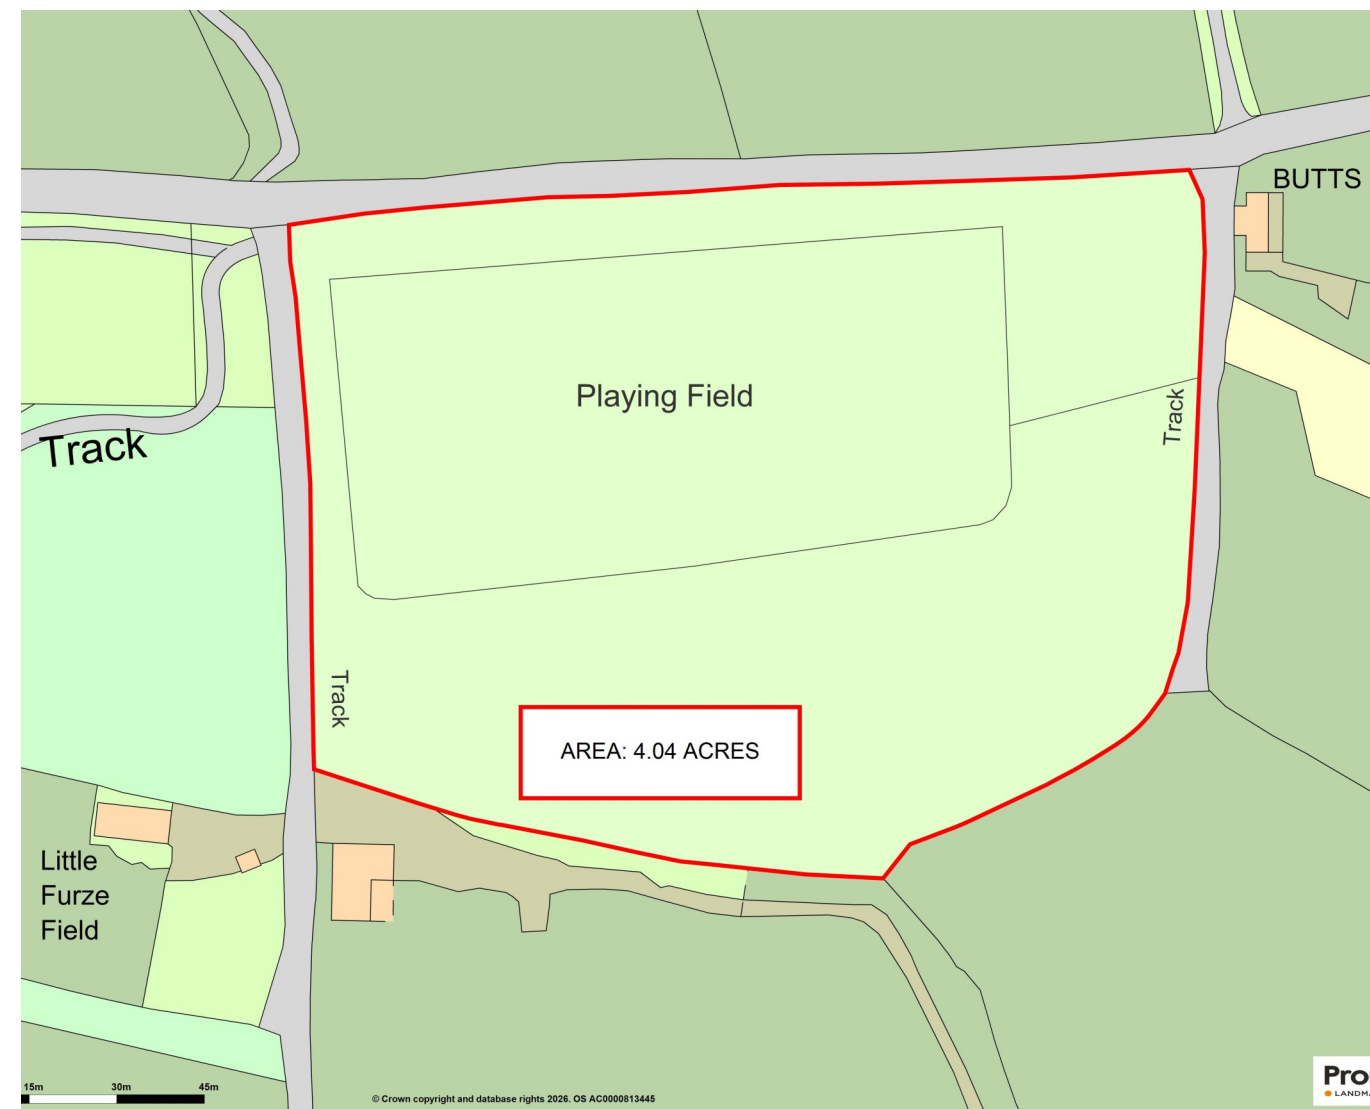 BUTTS
Playing Field
Track
Track
Track
AREA: 4.04 ACRES
Little
Furze
Field
15m 30m 45m
© Crown copyright and database rights 2026. OS AC0000813445
Pro
LANDM